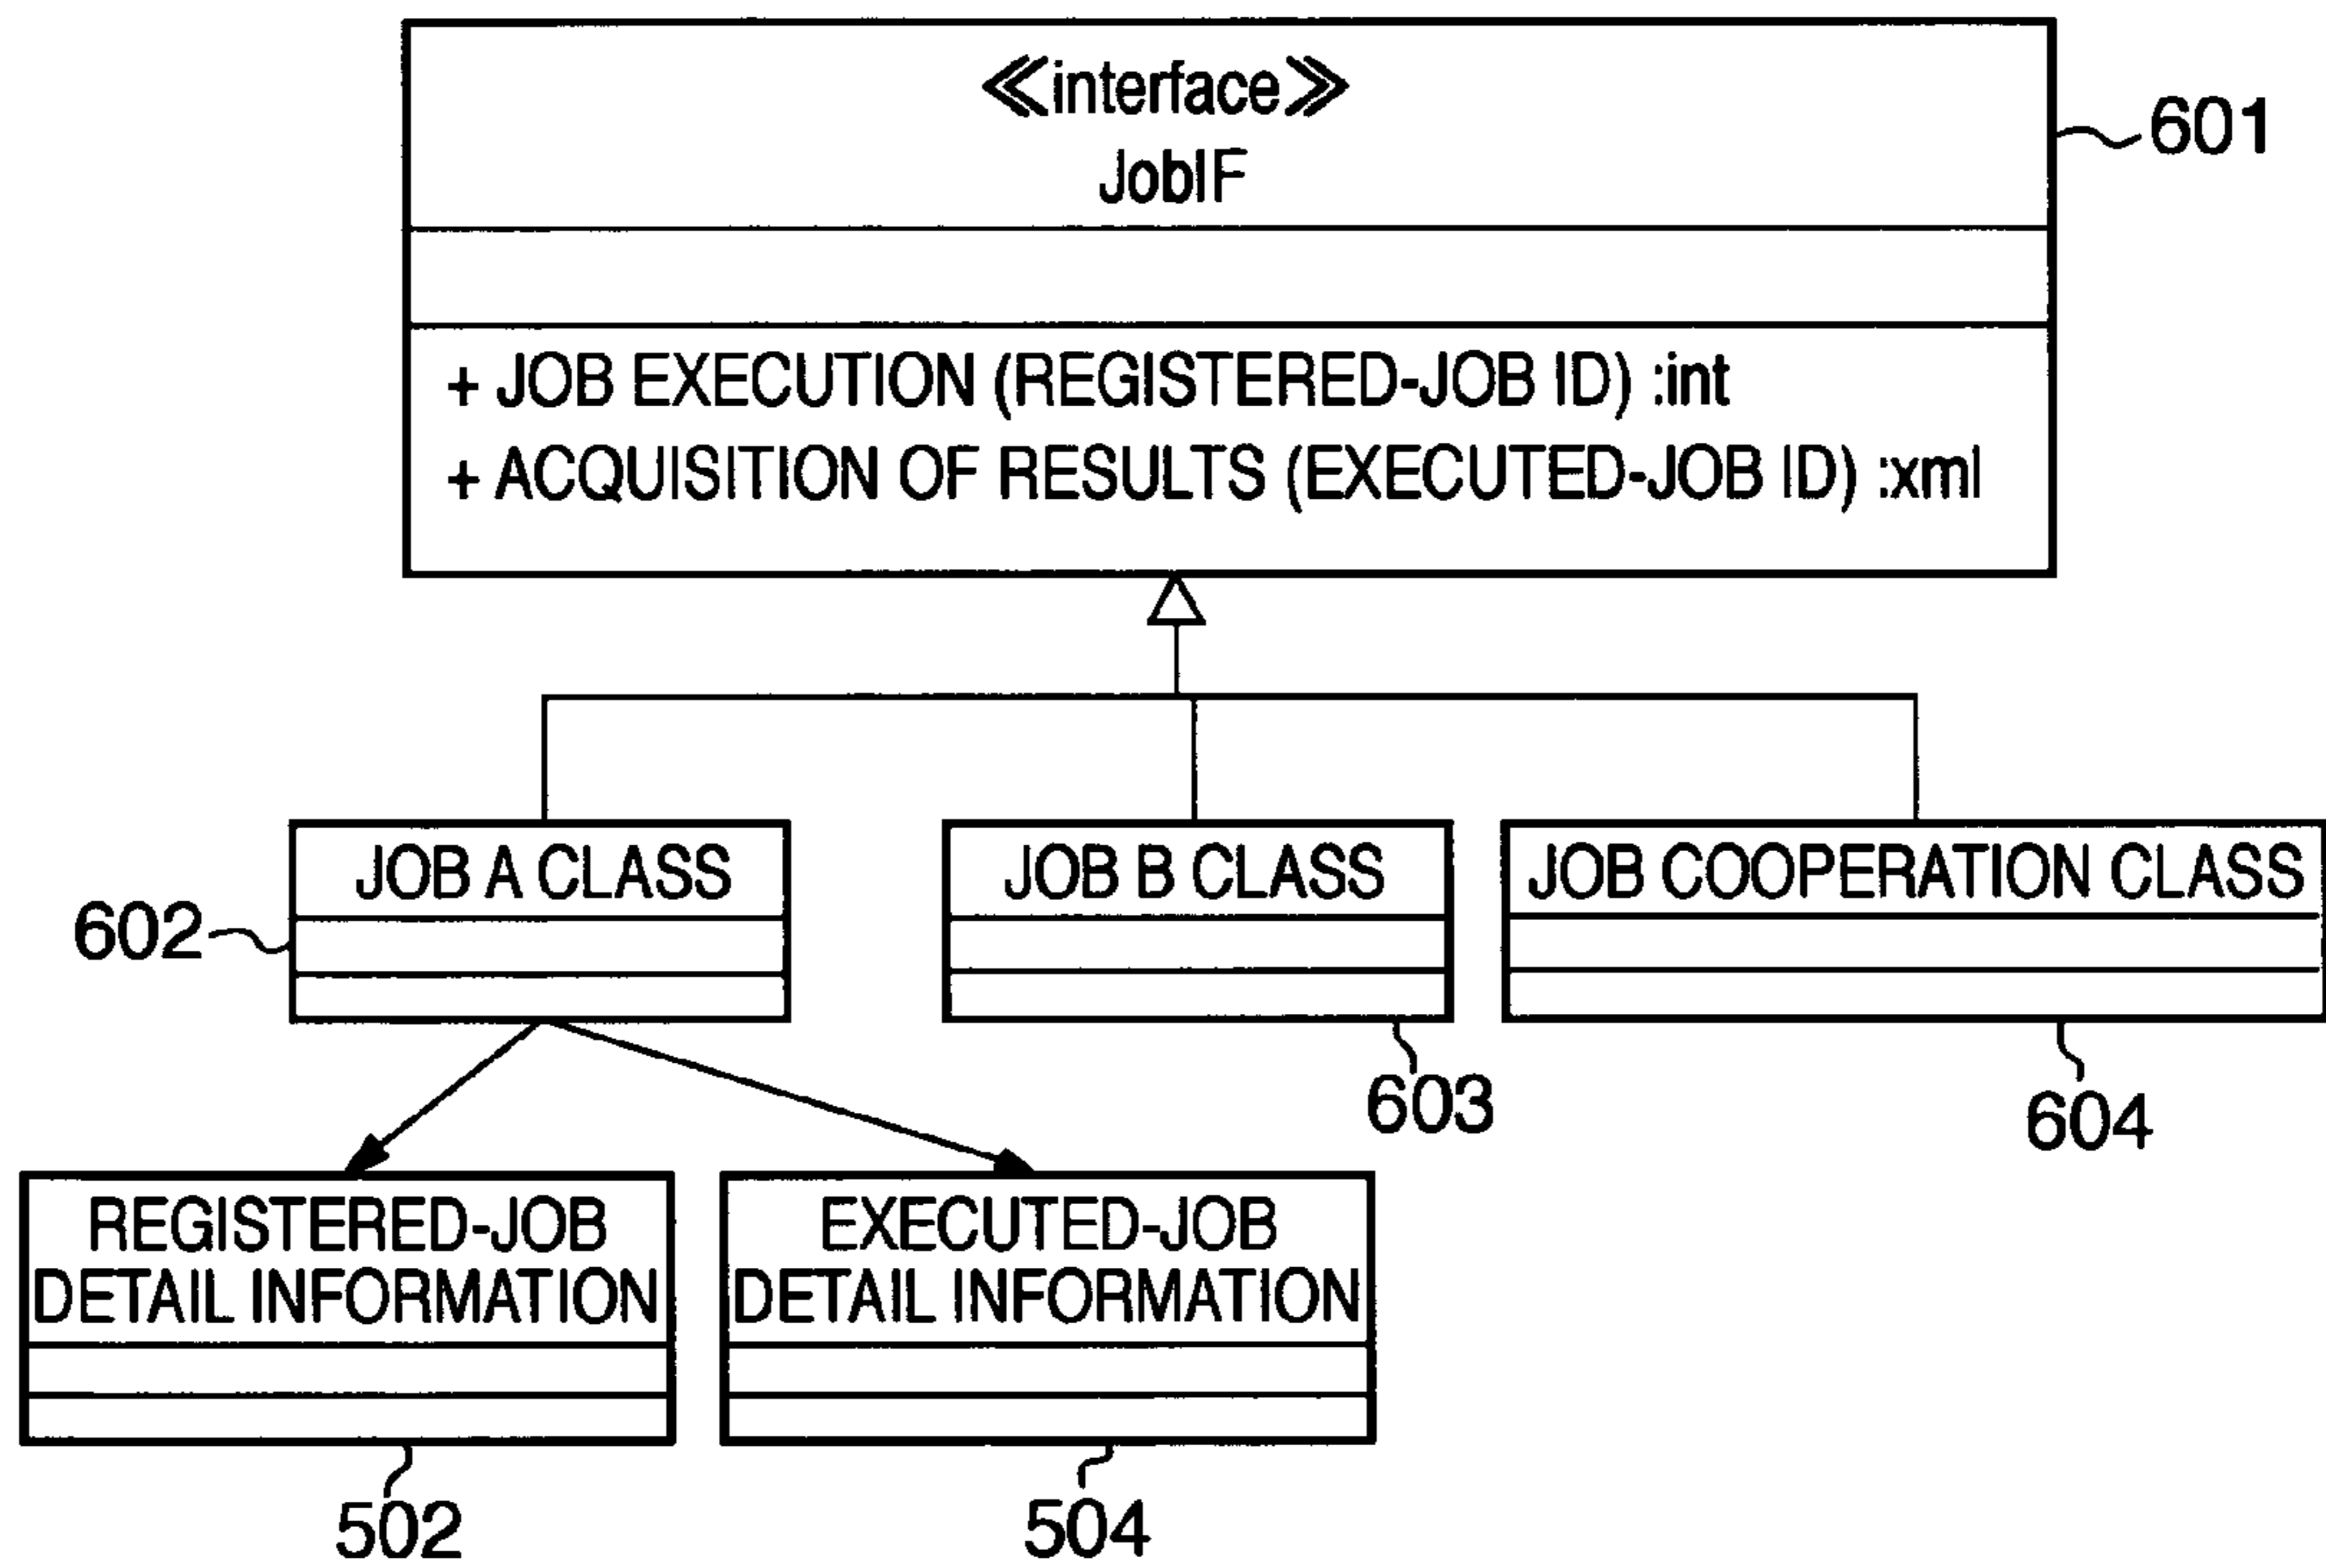 ≪interface≫
JobIF
601
+ JOB EXECUTION (REGISTERED-JOB ID) :int
+ ACQUISITION OF RESULTS (EXECUTED-JOB ID) :xml
JOB A CLASS
JOB B CLASS
JOB COOPERATION CLASS
602
603
604
REGISTERED-JOB
DETAIL INFORMATION
EXECUTED-JOB
DETAIL INFORMATION
502
504